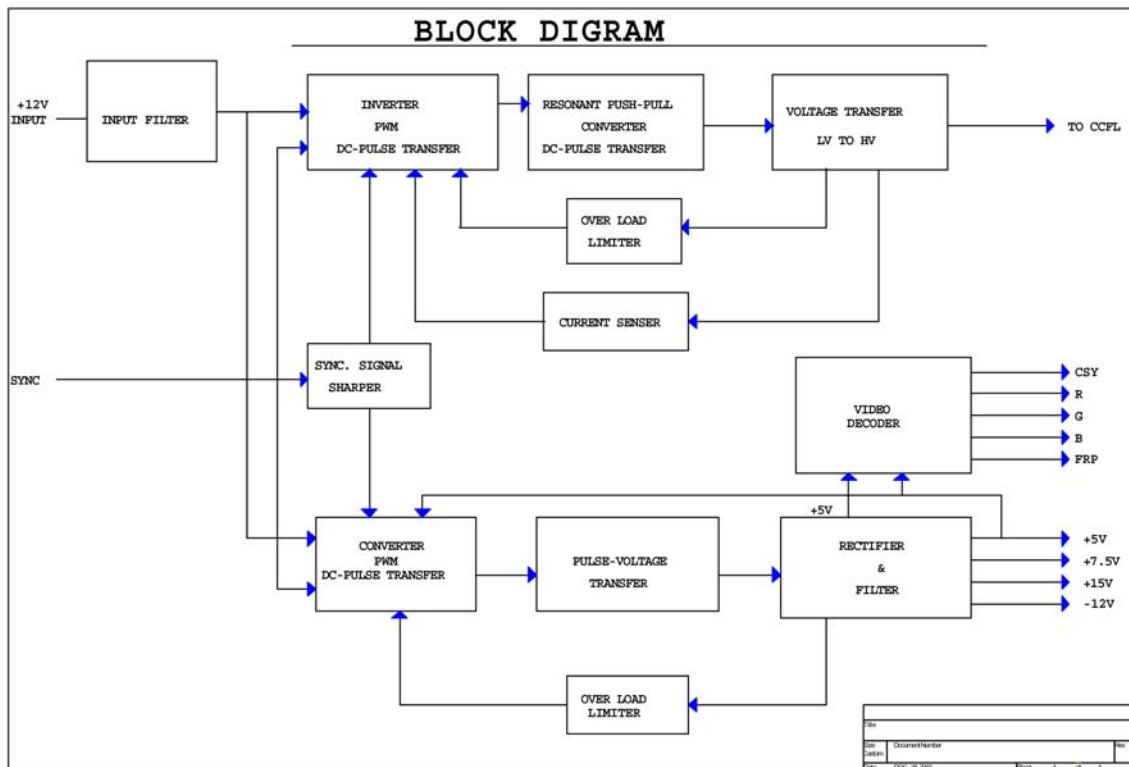 BLOCK DIGRAM
+12V
INPUT
INPUT FILTER
INVERTER
PWM
DC-PULSE TRANSFER
RESONANT PUSH-PULL
CONVERTER
DC-PULSE TRANSFER
VOLTAGE TRANSFER
LV TO HV
TO CCFL
OVER LOAD
LIMITER
CURRENT SENSER
SYNC
SYNC. SIGNAL
SHARPER
VIDEO
DECODER
CSY
R
G
B
FRP
+5V
CONVERTER
PWM
DC-PULSE TRANSFER
PULSE-VOLTAGE
TRANSFER
RECTIFIER
&
FILTER
+5V
+7.5V
+15V
-12V
OVER LOAD
LIMITER
Title
Size
Custom
Document Number
Rev